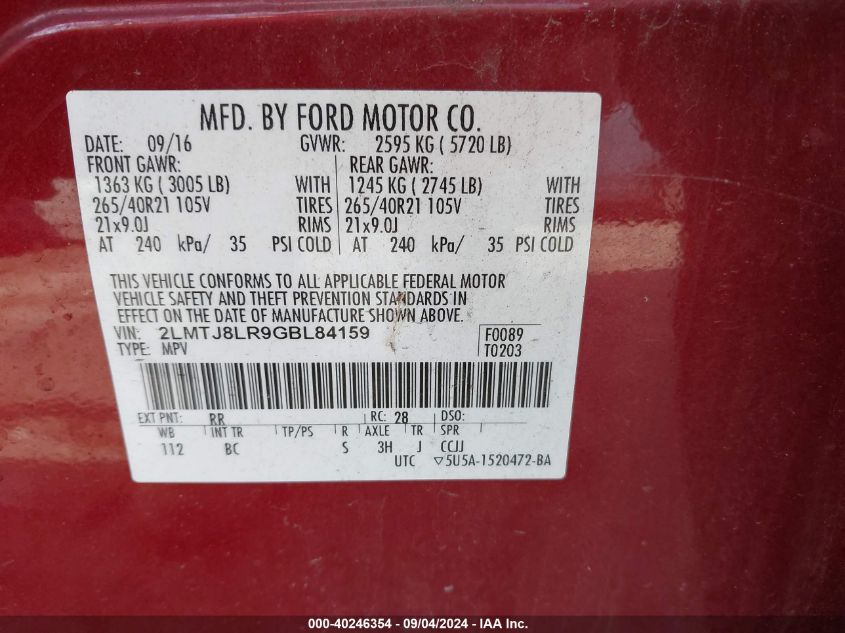 MFD. BY FORD MOTOR CO.
DATE: 09/16 GVWR: 2595 KG ( 5720 LB)
FRONT GAWR: REAR GAWR:
1363 KG ( 3005 LB) WITH 1245 KG ( 2745 LB) WITH
265/40R21 105V TIRES 265/40R21 105V TIRES
21x9.0J RIMS 21x9.0J RIMS
AT 240 kPa/ 35 PSI COLD AT 240 kPa/ 35 PSI COLD
THIS VEHICLE CONFORMS TO ALL APPLICABLE FEDERAL MOTOR
VEHICLE SAFETY AND THEFT PREVENTION STANDARDS IN
EFFECT ON THE DATE OF MANUFACTURE SHOWN ABOVE.
VIN: 2LMTJ8LR9GBL84159 F0089
TYPE: MPV T0203
EXT PNT: RR RC: 28 DSO:
WB INT TR TP/PS R AXLE TR SPR
112 BC S 3H J CCJJ
UTC ▽5U5A-1520472-BA
000-40246354 - 09/04/2024 - IAA Inc.